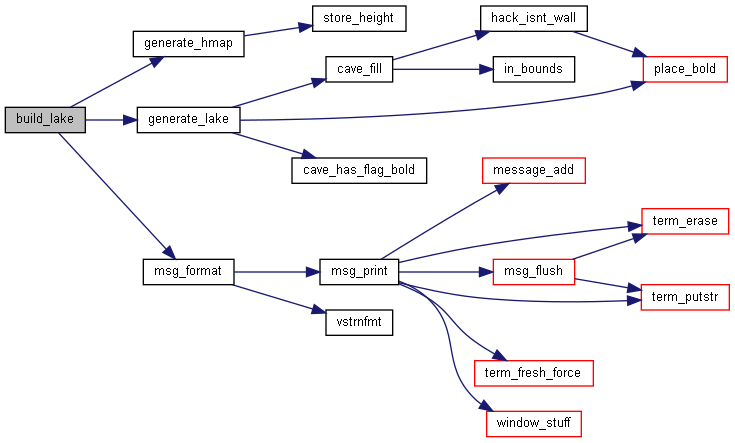 store_height
hack_isnt_wall
generate_hmap
cave_fill
in_bounds
place_bold
build_lake
generate_lake
cave_has_flag_bold
message_add
term_erase
msg_format
msg_print
msg_flush
term_putstr
vstrnfmt
term_fresh_force
window_stuff